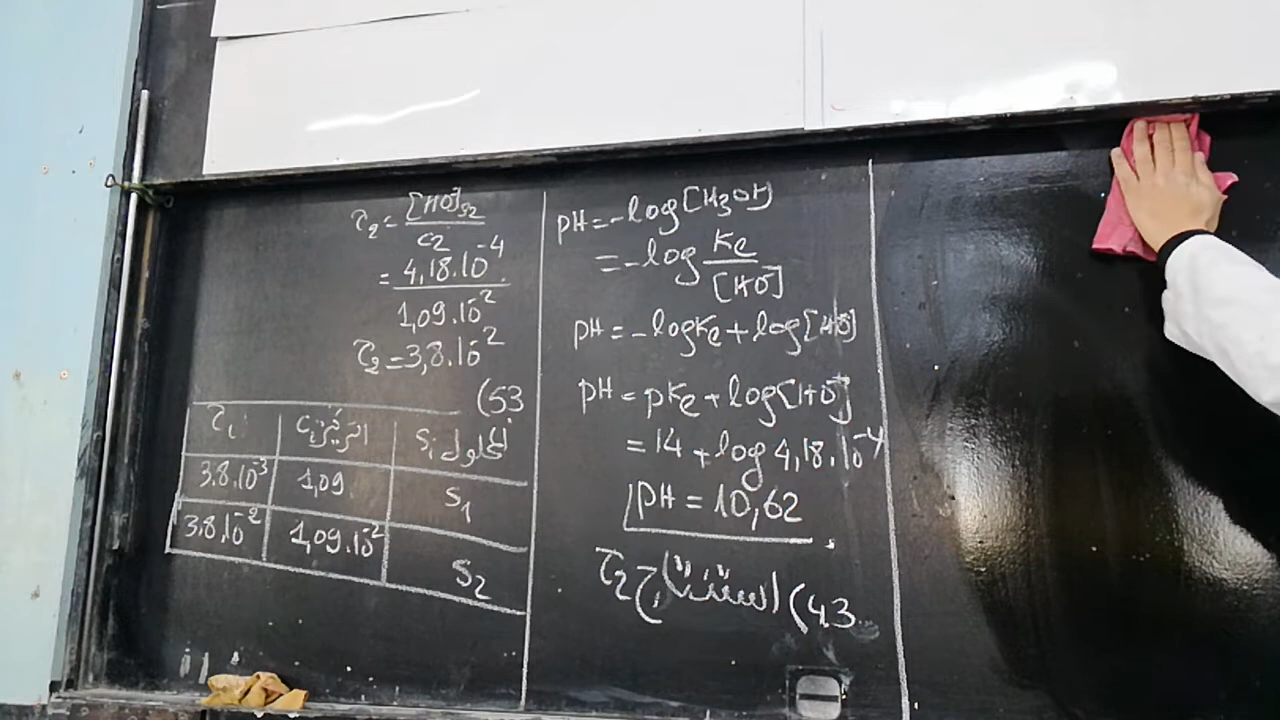 pH = -log[H₃O⁺]
= -log Ke / [HO⁻]
pH = -logKe + log[HO⁻]
pH = pKe + log[HO⁻]
= 14 + log 4,18.10⁻⁴
pH = 10,62
43) استنتاج τ₂
τ₂ = [HO⁻]S₂ / C₂
= 4,18.10⁻⁴ / 1,09.10⁻²
τ₂ = 3,8.10⁻²
53)
المحلول Sᵢ التركيز Cᵢ τᵢ
S₁ 1,09 3.8.10⁻³
S₂ 1,09.10⁻² 3.8.10⁻²